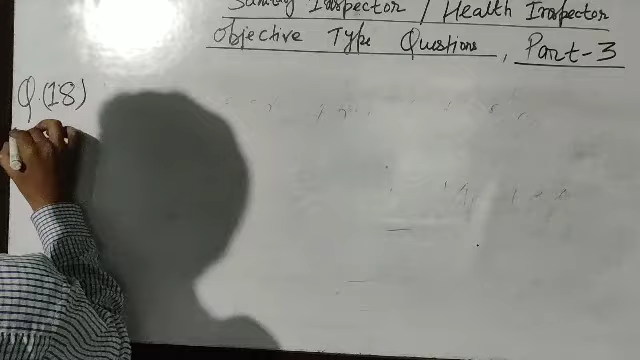 Sanitary Inspector / Health Inspector
Objective Type Questions, Part-3
Q.(18)